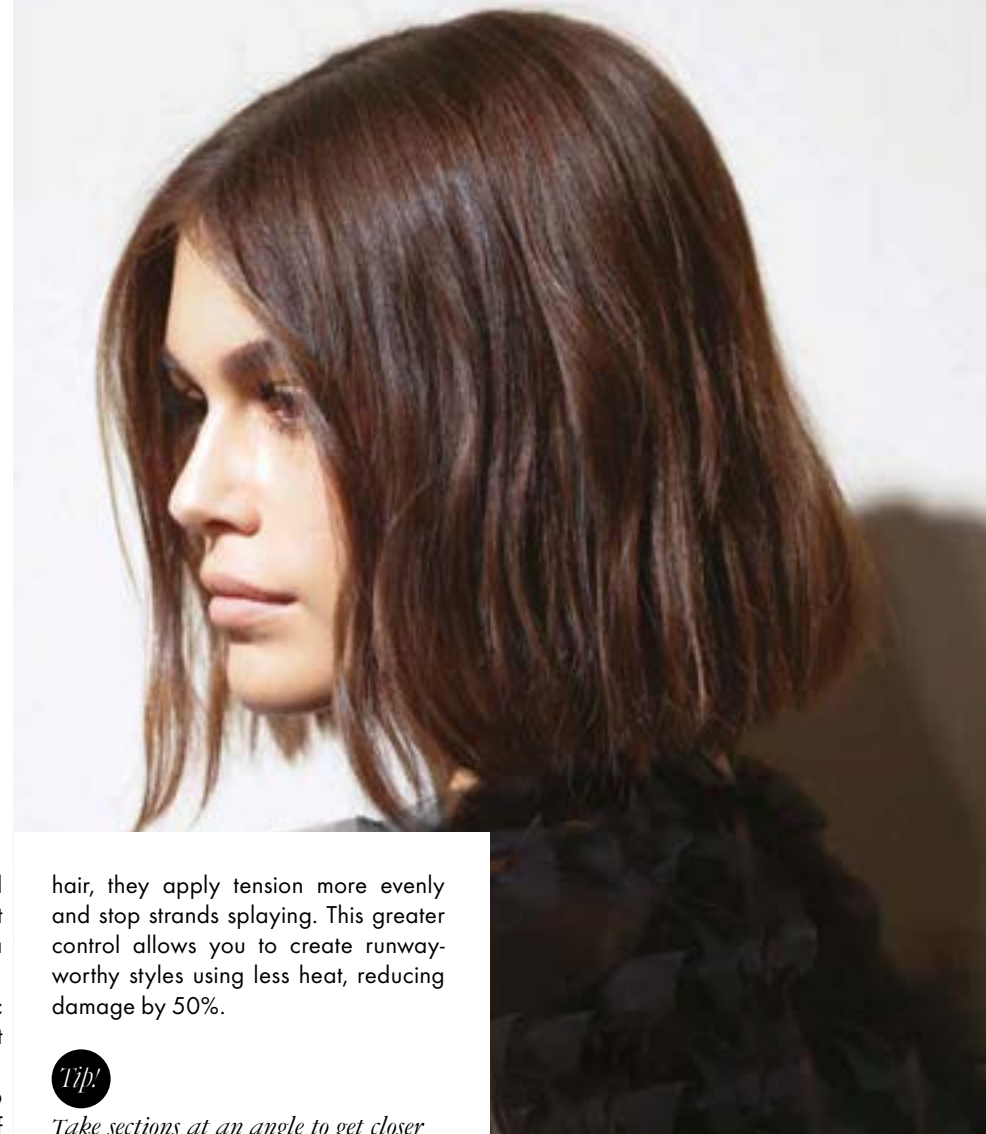 hair, they apply tension more evenly
and stop strands splaying. This greater
control allows you to create runway-
worthy styles using less heat, reducing
damage by 50%.
Tip!
Take sections at an angle to get closer